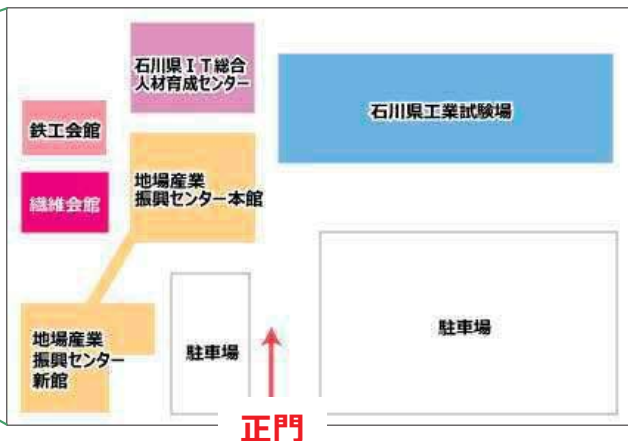 石川県ＩＴ総合
人材育成センター
石川県工業試験場
鉄工会館
繊維会館
地場産業
振興センター本館
地場産業
振興センター
新館
駐車場
駐車場
正門